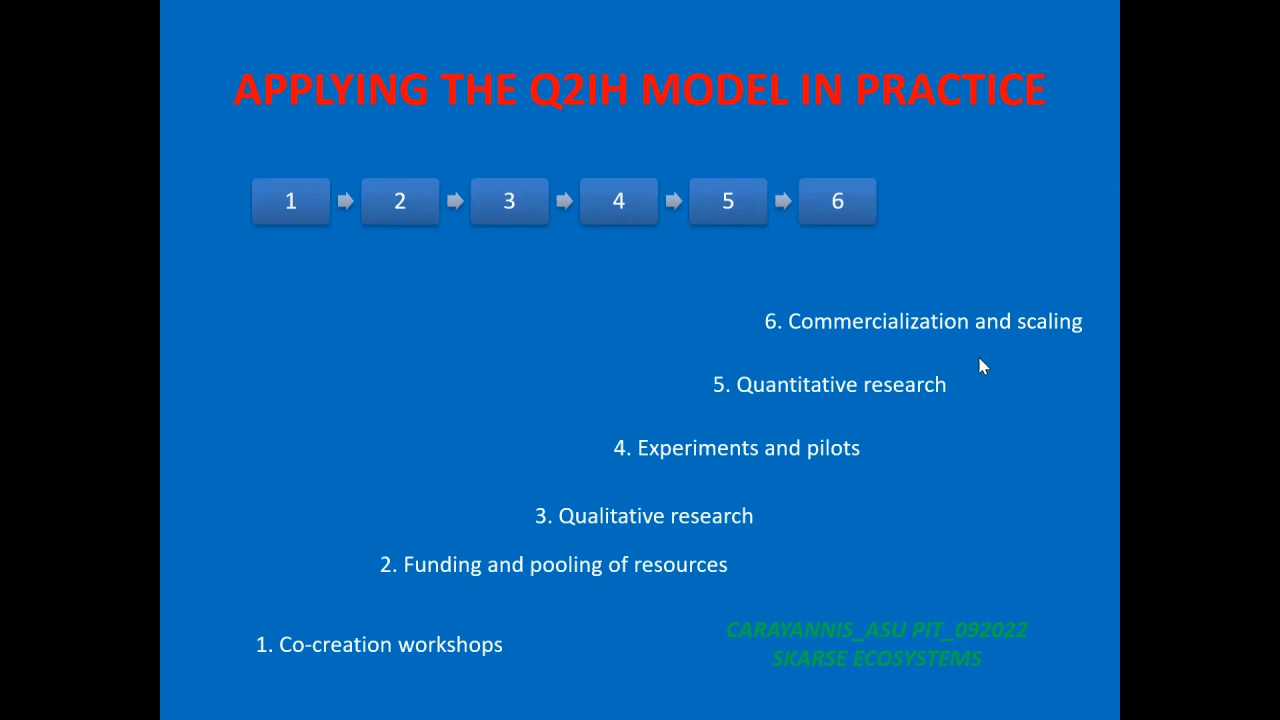 APPLYING THE Q2IH MODEL IN PRACTICE
1 2 3 4 5 6
6. Commercialization and scaling
5. Quantitative research
4. Experiments and pilots
3. Qualitative research
2. Funding and pooling of resources
1. Co-creation workshops
CARAYANNIS_ASU PIT_092022
SKARSE ECOSYSTEMS